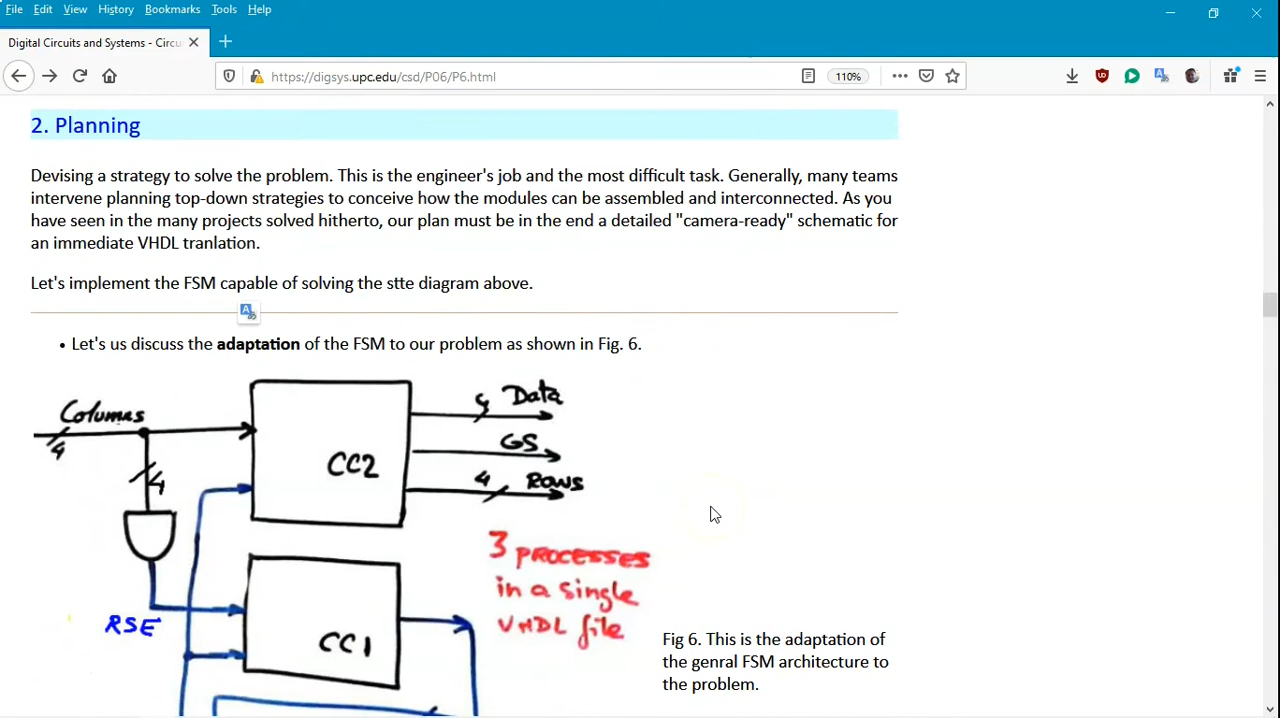 File Edit View History Bookmarks Tools Help
Digital Circuits and Systems - Circu
https://digsys.upc.edu/csd/P06/P6.html
110%
2. Planning
Devising a strategy to solve the problem. This is the engineer's job and the most difficult task. Generally, many teams
intervene planning top-down strategies to conceive how the modules can be assembled and interconnected. As you
have seen in the many projects solved hitherto, our plan must be in the end a detailed "camera-ready" schematic for
an immediate VHDL tranlation.
Let's implement the FSM capable of solving the stte diagram above.
• Let's us discuss the adaptation of the FSM to our problem as shown in Fig. 6.
Columns
4
4
CC2
Data
GS
4 Rows
3 PROCESSES
in a single
VHDL file
RSE
CC1
Fig 6. This is the adaptation of
the genral FSM architecture to
the problem.